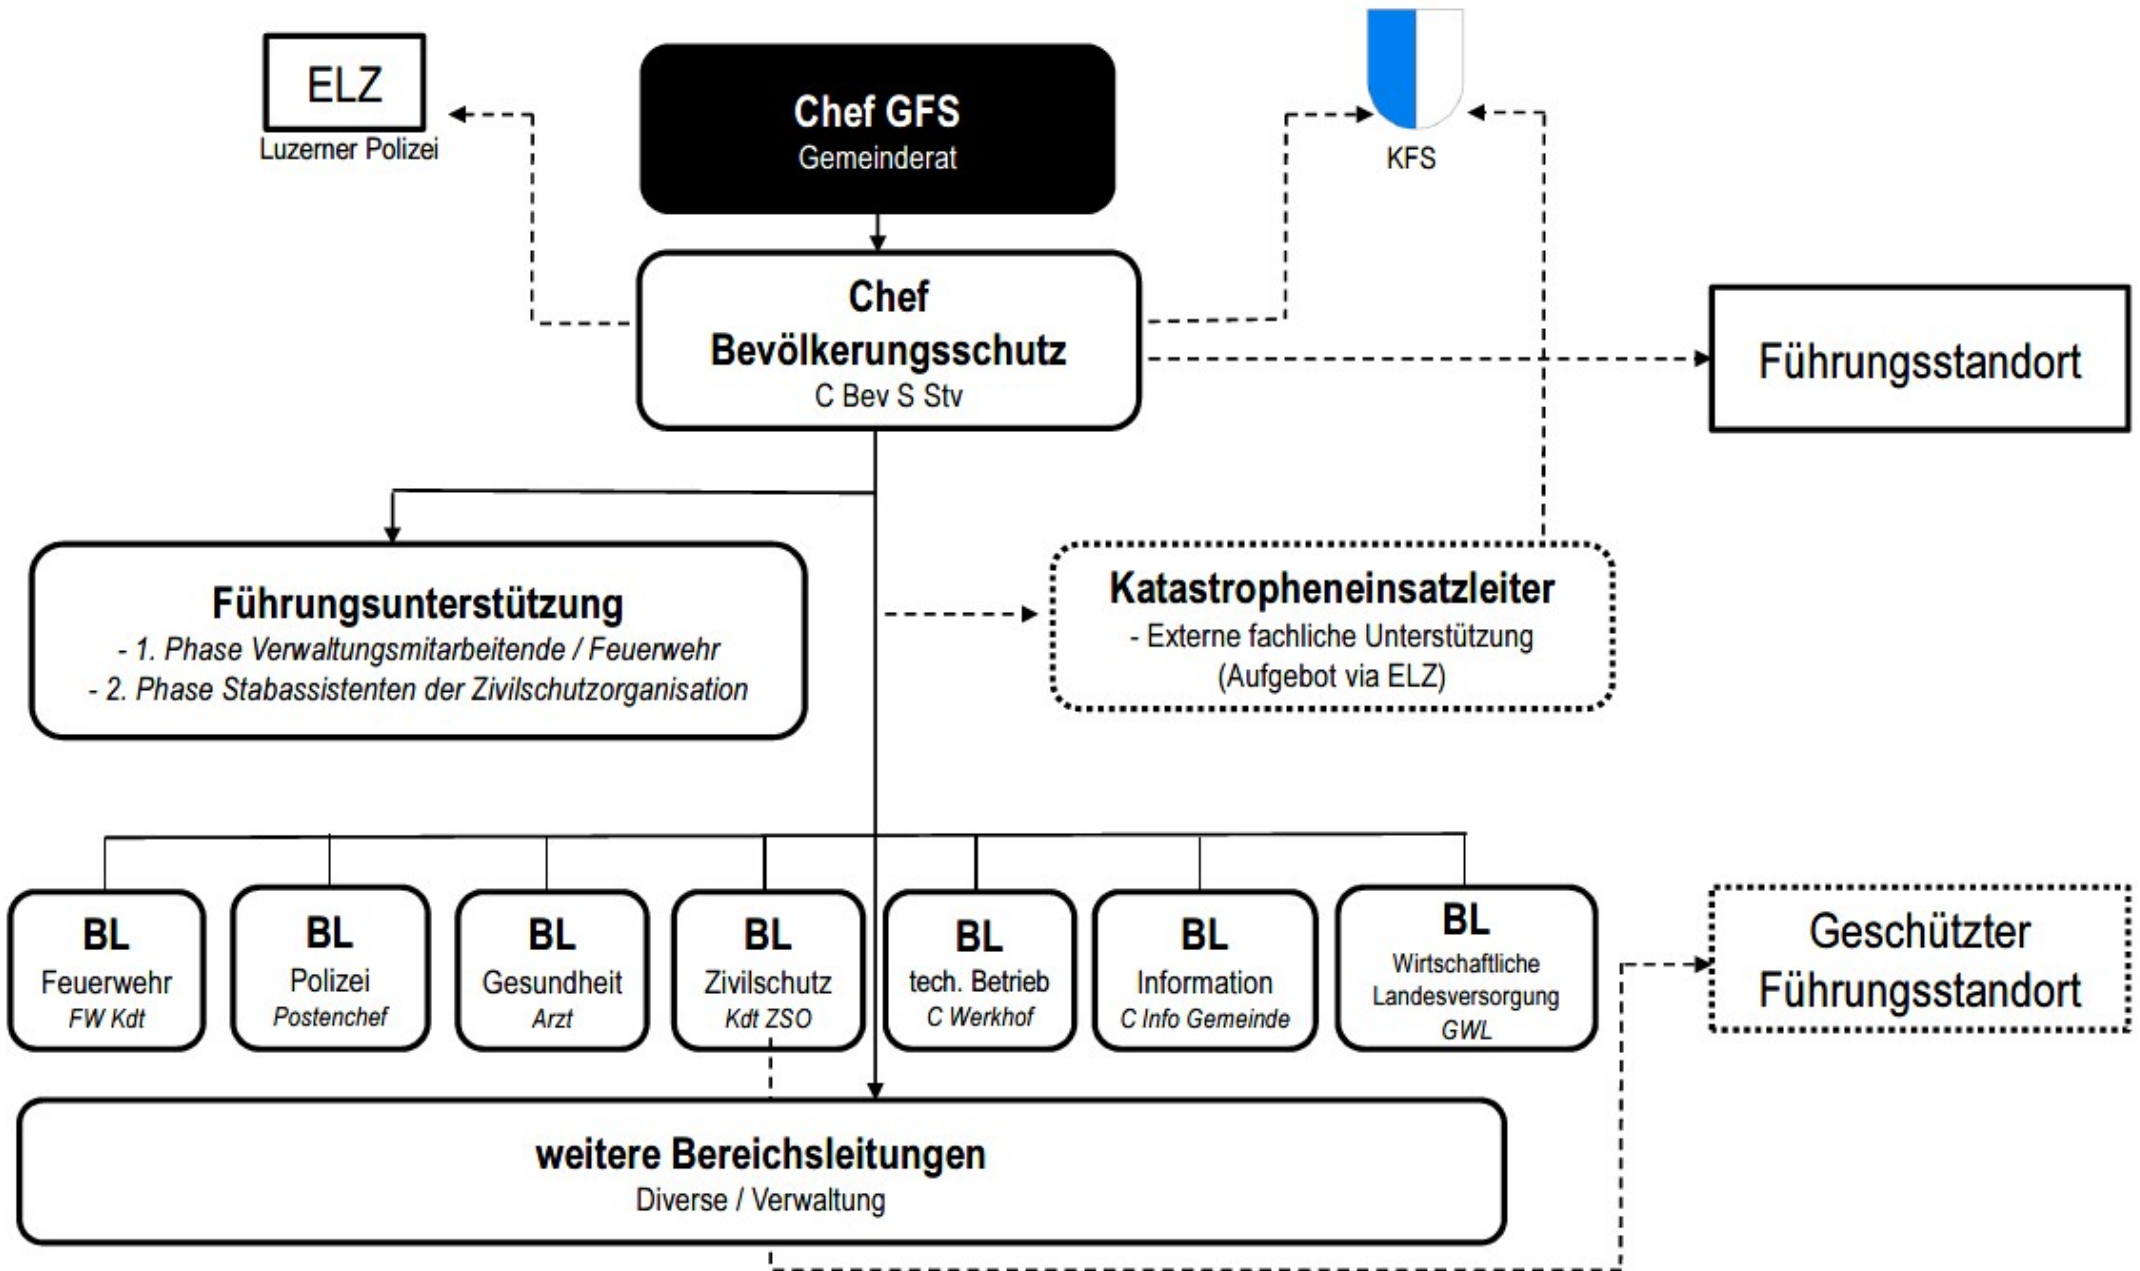 ELZ
Luzerner Polizei
Chef GFS
Gemeinderat
KFS
Chef
Bevölkerungsschutz
C Bev S Stv
Führungsstandort
Führungsunterstützung
- 1. Phase Verwaltungsmitarbeitende / Feuerwehr
- 2. Phase Stabassistenten der Zivilschutzorganisation
Katastropheneinsatzleiter
- Externe fachliche Unterstützung
(Aufgebot via ELZ)
BL
Feuerwehr
FW Kdt
BL
Polizei
Postenchef
BL
Gesundheit
Arzt
BL
Zivilschutz
Kdt ZSO
BL
tech. Betrieb
C Werkhof
BL
Information
C Info Gemeinde
BL
Wirtschaftliche
Landesversorgung
GWL
Geschützter
Führungsstandort
weitere Bereichsleitungen
Diverse / Verwaltung